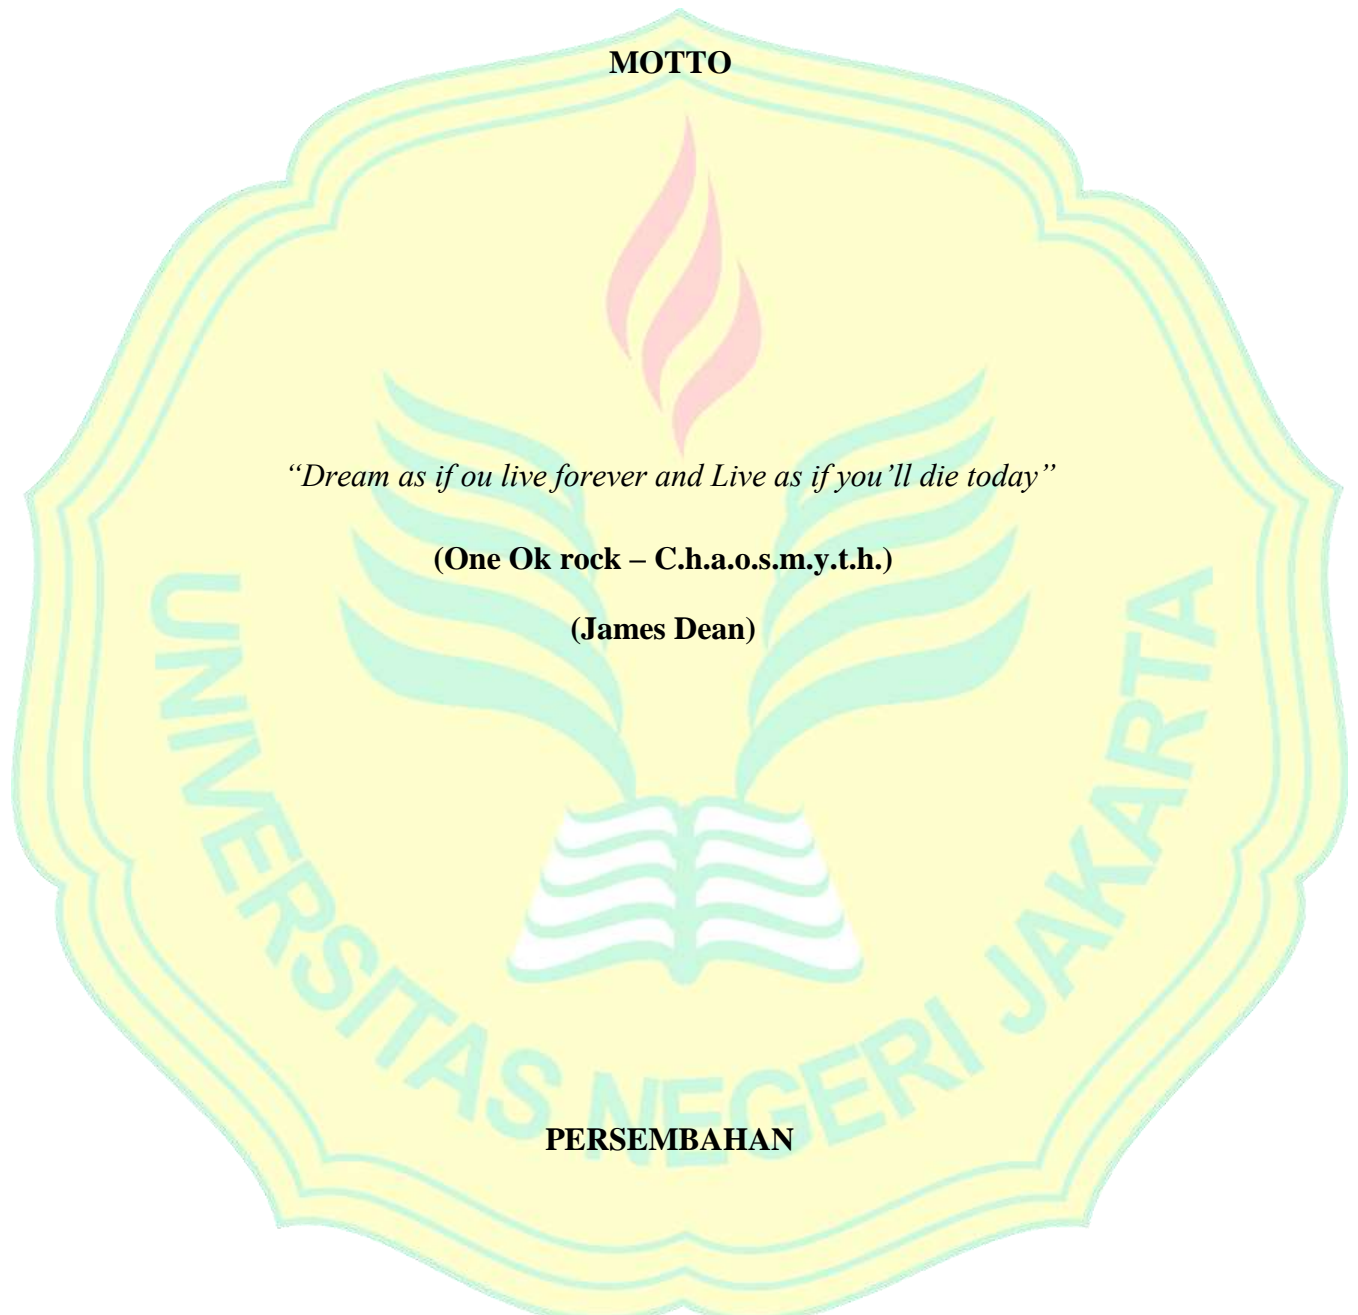 MOTTO
“Dream as if ou live forever and Live as if you’ll die today”
(One Ok rock – C.h.a.o.s.m.y.t.h.)
(James Dean)
UNIVERSITAS NEGERI JAKARTA
PERSEMBAHAN